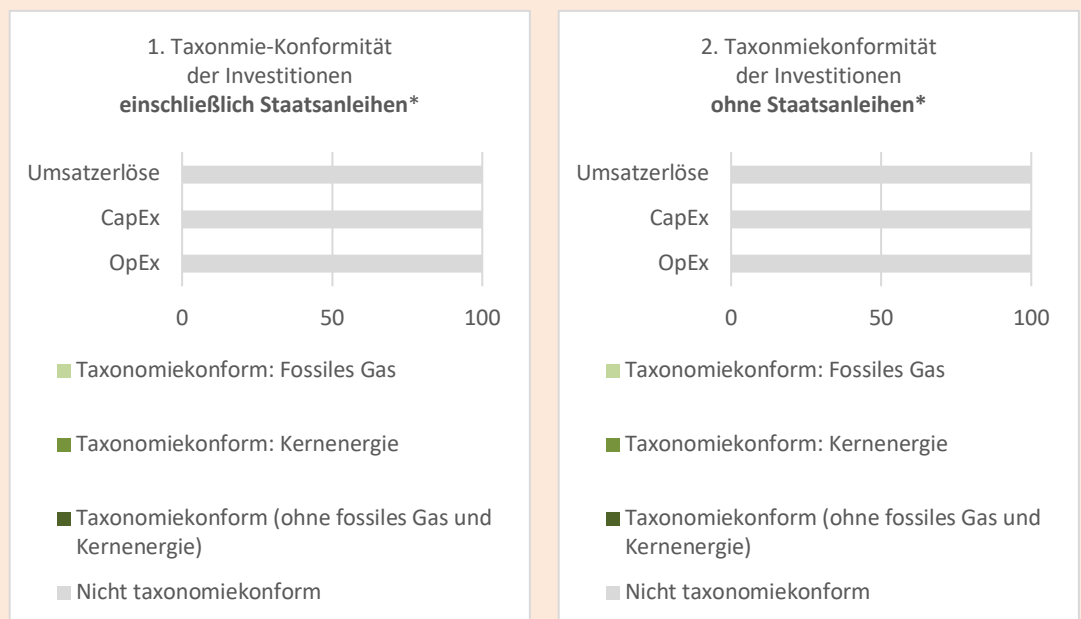 1. Taxonmie-Konformität
der Investitionen
einschließlich Staatsanleihen*
Umsatzerlöse
CapEx
OpEx
0 50 100
Taxonomiekonform: Fossiles Gas
Taxonomiekonform: Kernenergie
Taxonomiekonform (ohne fossiles Gas und
Kernenergie)
Nicht taxonomiekonform
2. Taxonmiekonformität
der Investitionen
ohne Staatsanleihen*
Umsatzerlöse
CapEx
OpEx
0 50 100
Taxonomiekonform: Fossiles Gas
Taxonomiekonform: Kernenergie
Taxonomiekonform (ohne fossiles Gas und
Kernenergie)
Nicht taxonomiekonform